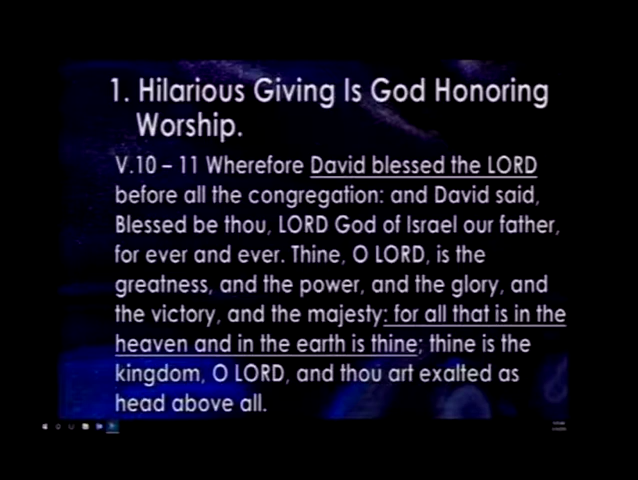 1. Hilarious Giving Is God Honoring
Worship.
V.10 – 11 Wherefore David blessed the LORD
before all the congregation: and David said,
Blessed be thou, LORD God of Israel our father,
for ever and ever. Thine, O LORD, is the
greatness, and the power, and the glory, and
the victory, and the majesty: for all that is in the
heaven and in the earth is thine; thine is the
kingdom, O LORD, and thou art exalted as
head above all.